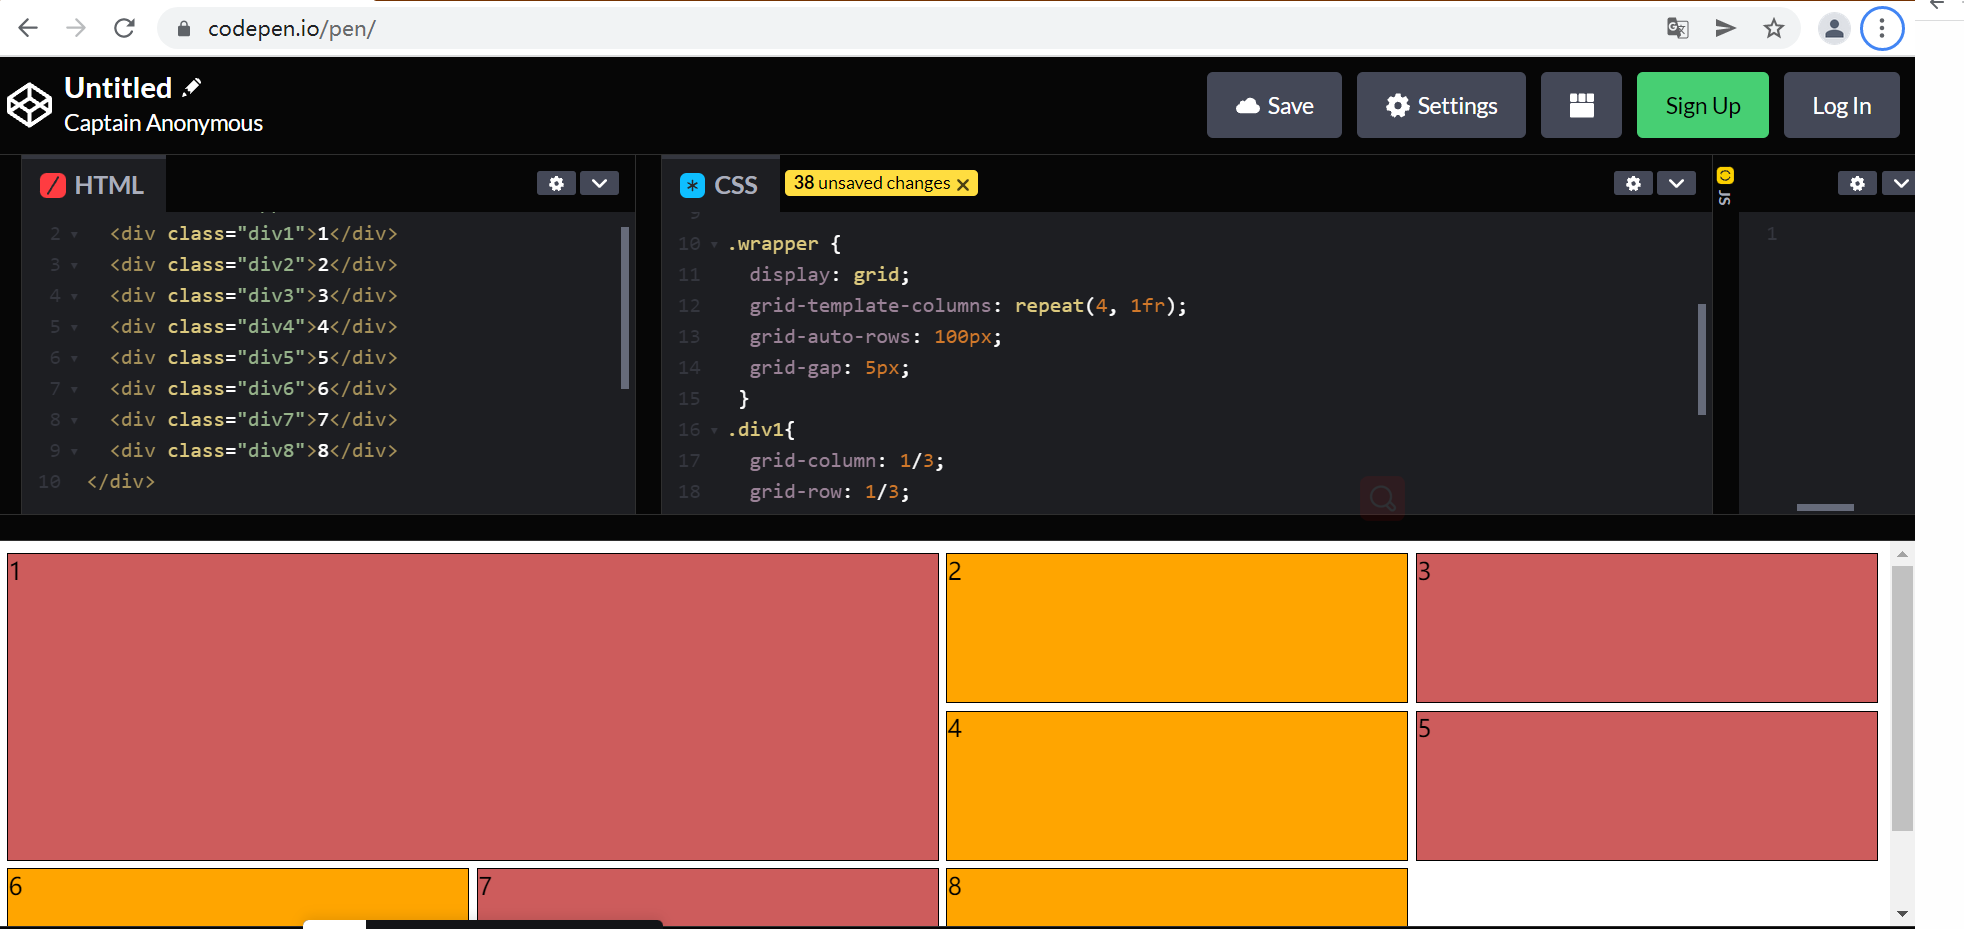 codepen.io/pen/
Untitled
Captain Anonymous
Save
Settings
Sign Up
Log In
HTML
2 <div class="div1">1</div>
3 <div class="div2">2</div>
4 <div class="div3">3</div>
5 <div class="div4">4</div>
6 <div class="div5">5</div>
7 <div class="div6">6</div>
8 <div class="div7">7</div>
9 <div class="div8">8</div>
10 </div>
CSS
38 unsaved changes
9
10 .wrapper {
11 display: grid;
12 grid-template-columns: repeat(4, 1fr);
13 grid-auto-rows: 100px;
14 grid-gap: 5px;
15 }
16 .div1{
17 grid-column: 1/3;
18 grid-row: 1/3;
JS
1
1
2
3
4
5
6
7
8